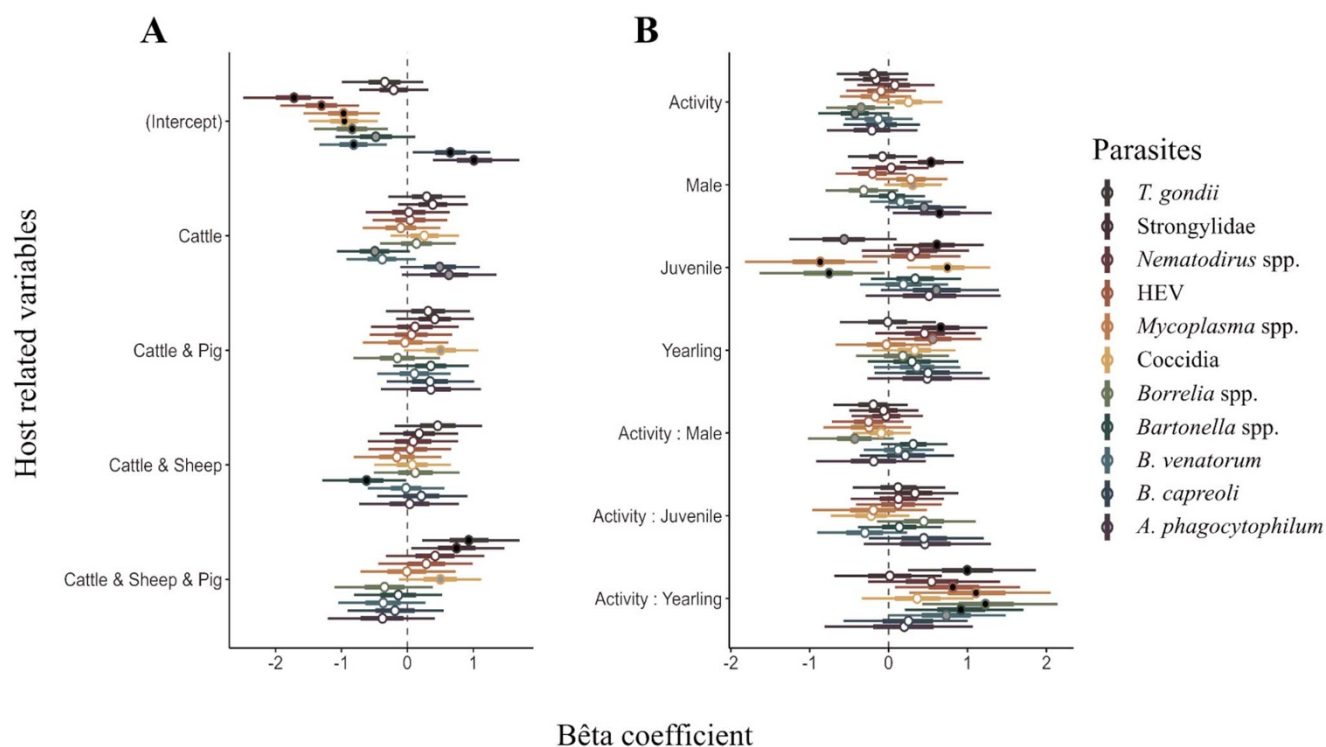 A
B
Host related variables
(Intercept)
Cattle
Cattle & Pig
Cattle & Sheep
Cattle & Sheep & Pig
-2 -1 0 1
Activity
Male
Juvenile
Yearling
Activity : Male
Activity : Juvenile
Activity : Yearling
-2 -1 0 1 2
Bêta coefficient
Parasites
T. gondii
Strongylidae
Nematodirus spp.
HEV
Mycoplasma spp.
Coccidia
Borrelia spp.
Bartonella spp.
B. venatorum
B. capreoli
A. phagocytophilum